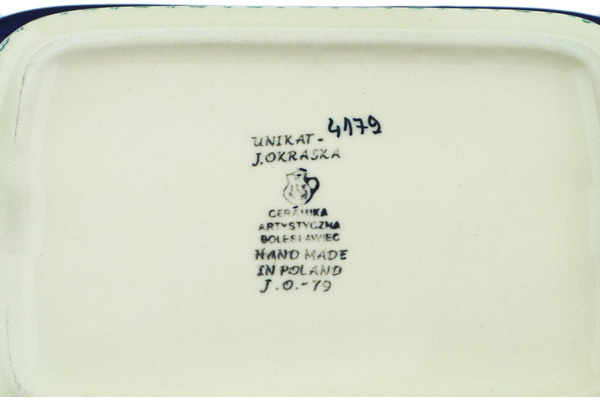 UNIKAT - 4179
J.OKRASKA
CERAMIKA
ARTYSTYCZNA
BOLESŁAWIEC
HAND MADE
IN POLAND
J.O.-79